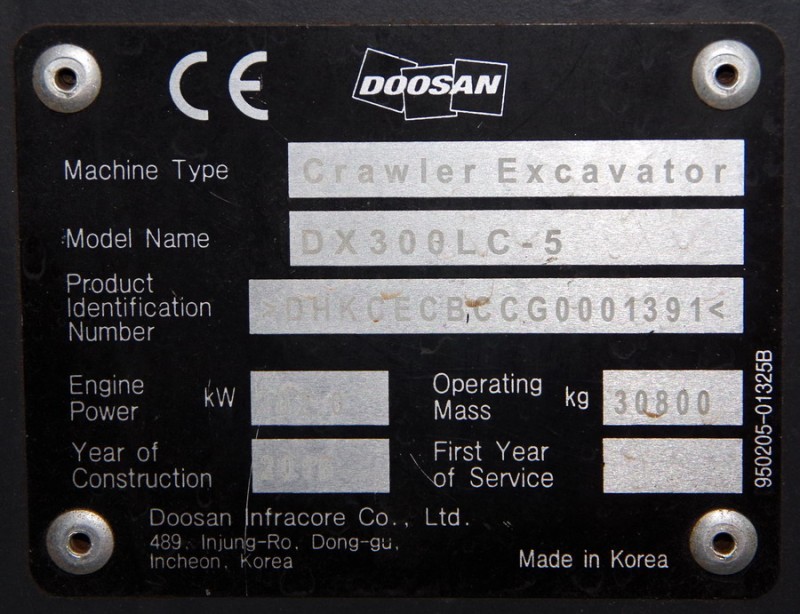 CE DOOSAN
Machine Type Crawler Excavator
Model Name DX300LC-5
Product
Identification >DHKCECBCCG0001391<
Number
Engine
Power kW
Operating
Mass kg 30800
Year of
Construction
First Year
of Service
950205-01325B
Doosan Infracore Co., Ltd.
489, Injung-Ro, Dong-gu,
Incheon, Korea
Made in Korea